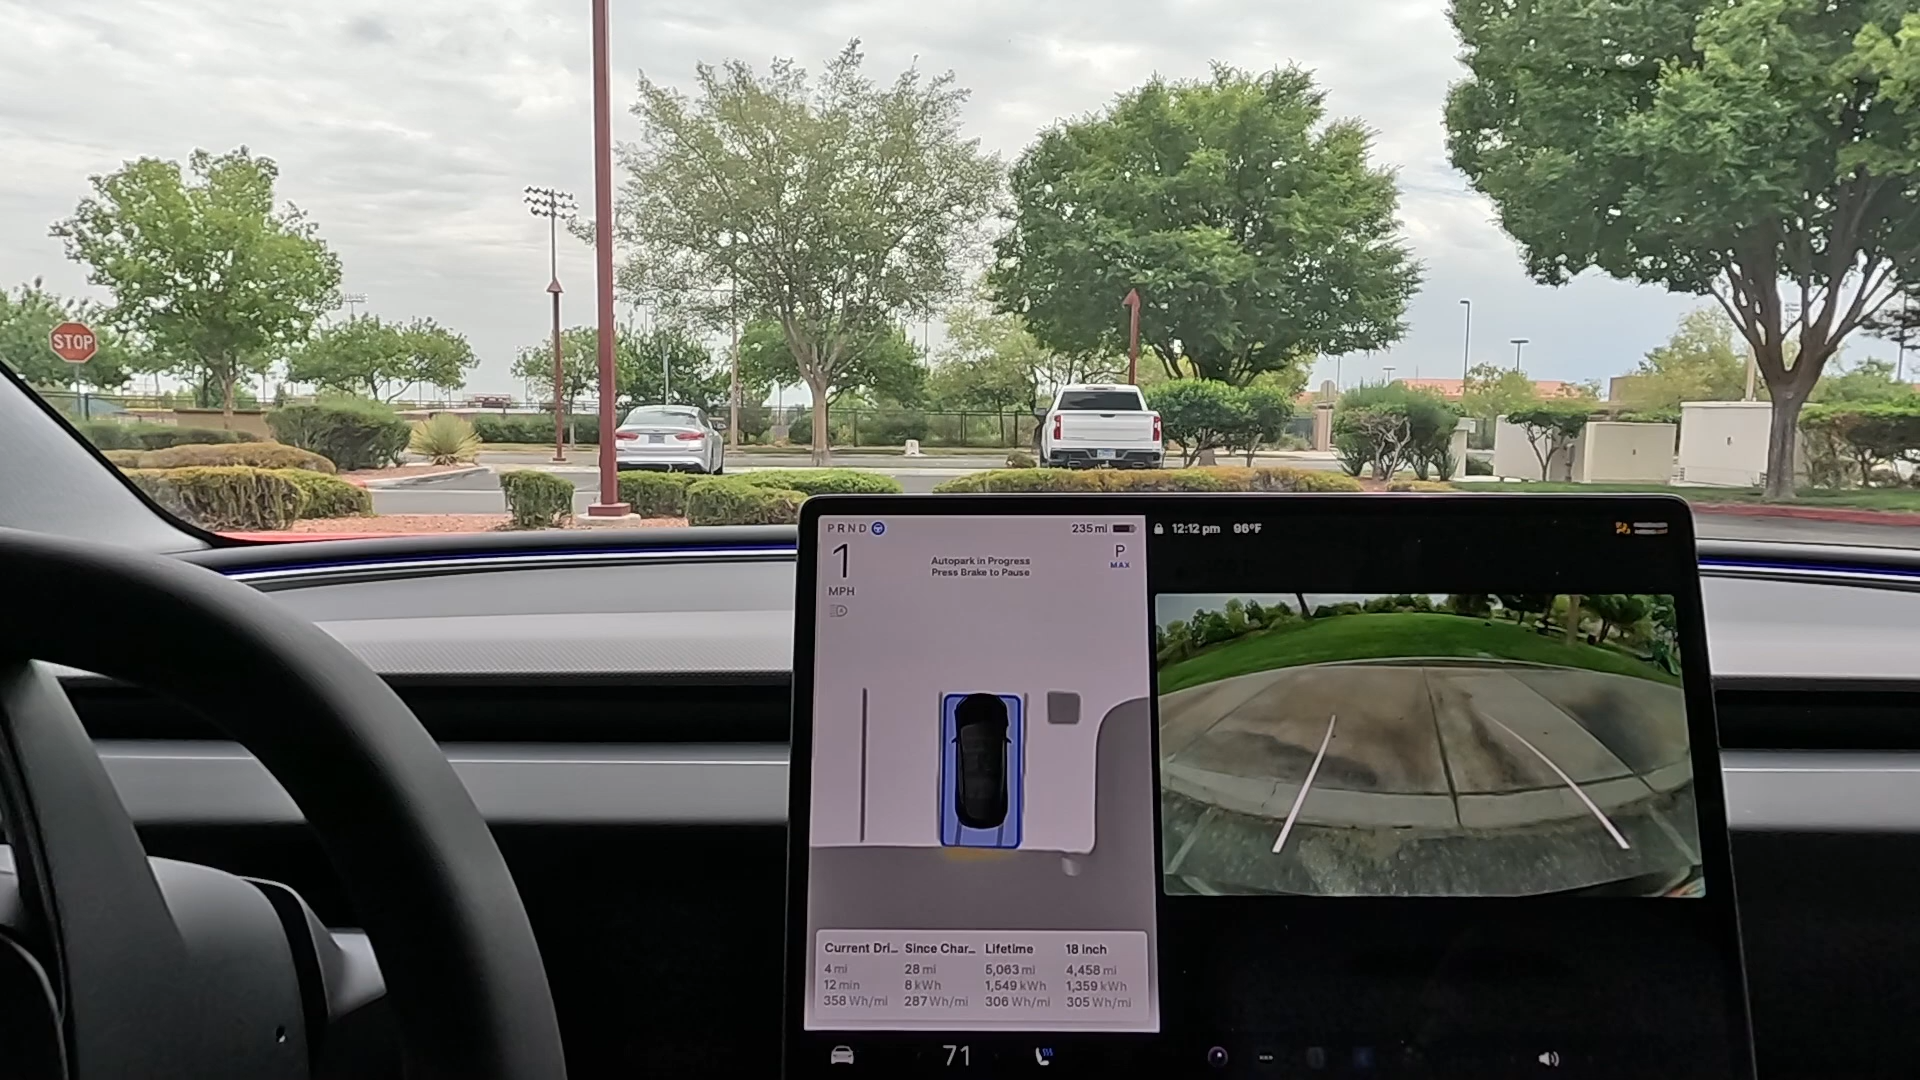 STOP
PRND
235 mi
12:12 pm 96°F
1
MPH
Autopark in Progress
Press Brake to Pause
P
MAX
Current Dri... Since Char... Lifetime 18 inch
4 mi 28 mi 5,063 mi 4,458 mi
12 min 8 kWh 1,549 kWh 1,359 kWh
358 Wh/mi 287 Wh/mi 306 Wh/mi 305 Wh/mi
71